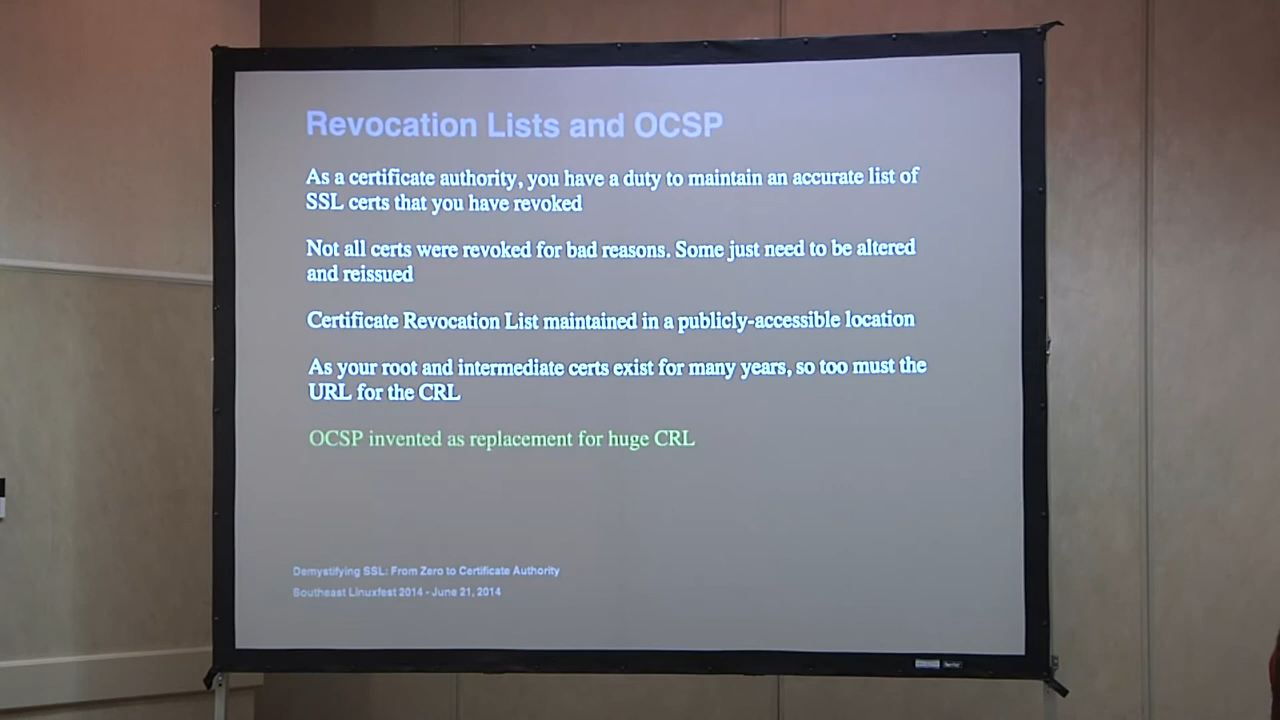 Revocation Lists and OCSP
As a certificate authority, you have a duty to maintain an accurate list of
SSL certs that you have revoked
Not all certs were revoked for bad reasons. Some just need to be altered
and reissued
Certificate Revocation List maintained in a publicly-accessible location
As your root and intermediate certs exist for many years, so too must the
URL for the CRL
OCSP invented as replacement for huge CRL
Demystifying SSL: From Zero to Certificate Authority
Southeast Linuxfest 2014 - June 21, 2014